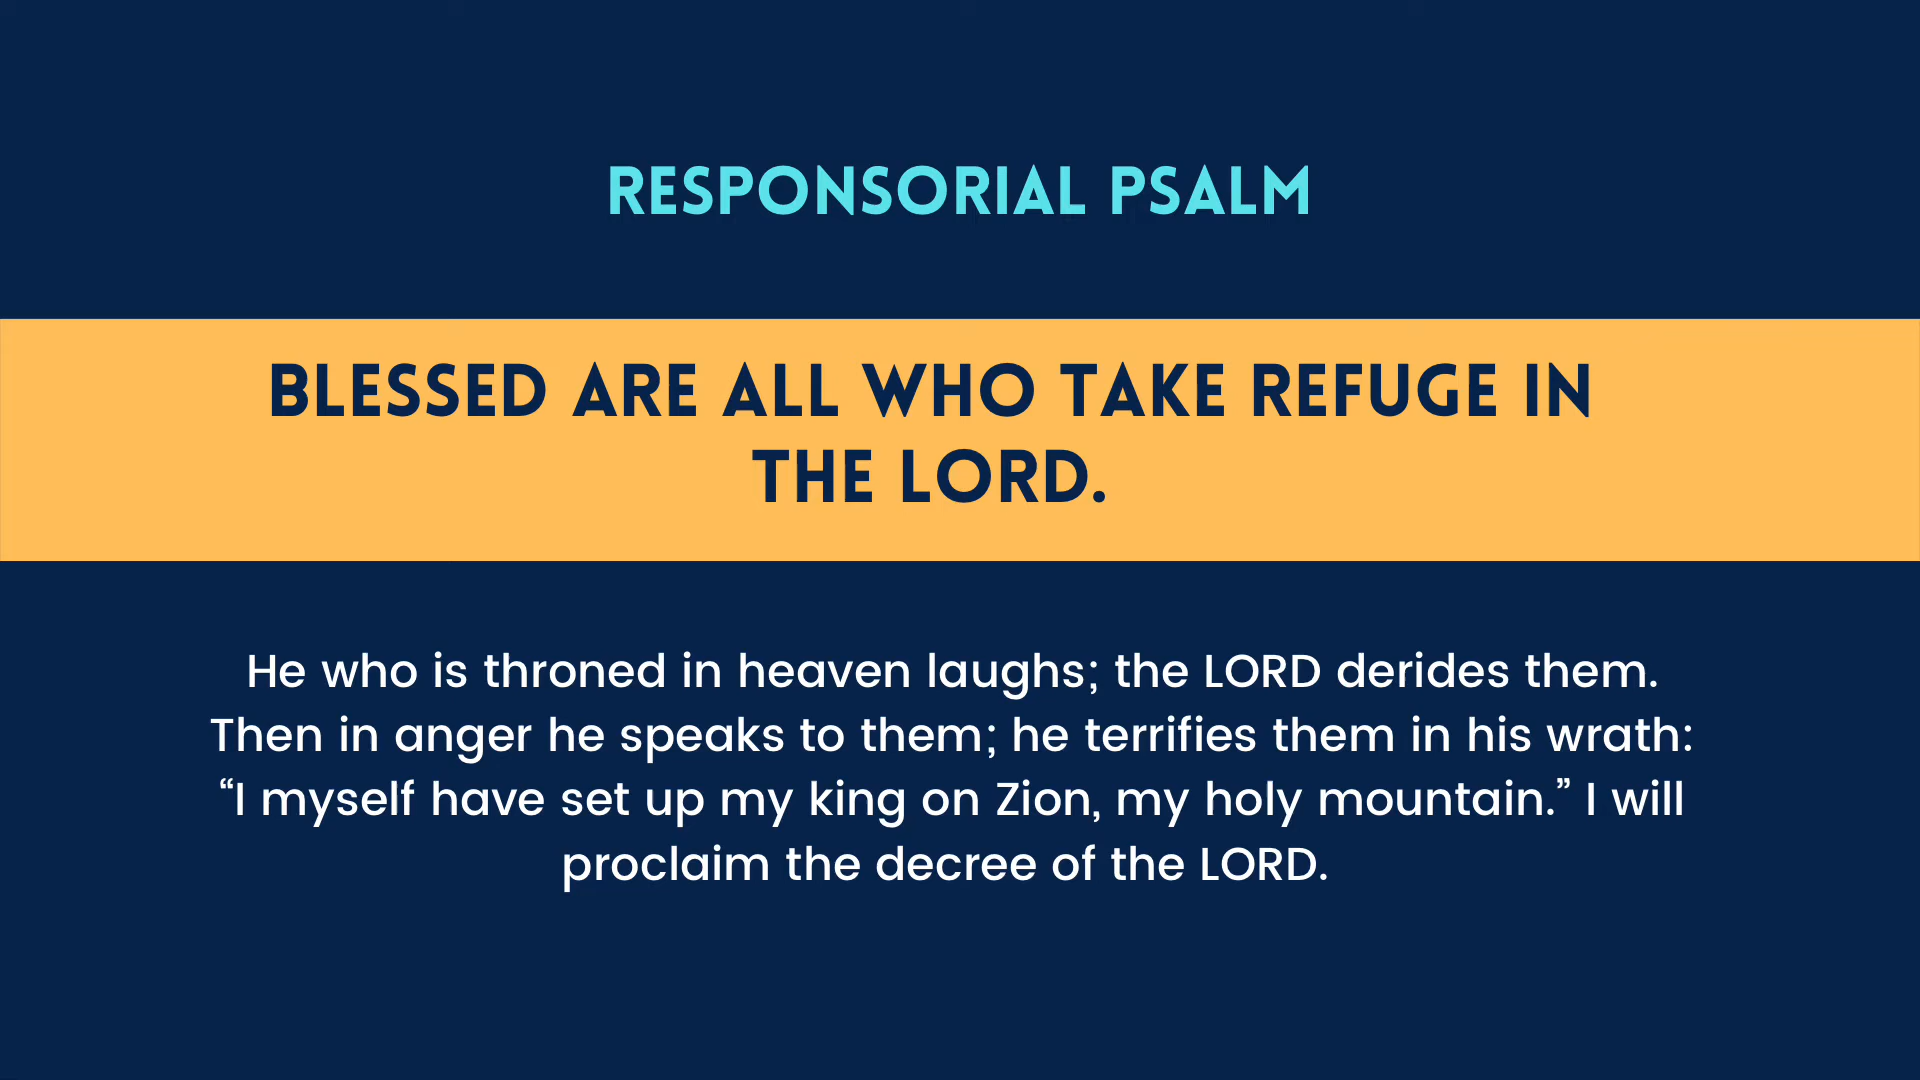 RESPONSORIAL PSALM
BLESSED ARE ALL WHO TAKE REFUGE IN
THE LORD.
He who is throned in heaven laughs; the LORD derides them.
Then in anger he speaks to them; he terrifies them in his wrath:
“I myself have set up my king on Zion, my holy mountain.” I will
proclaim the decree of the LORD.